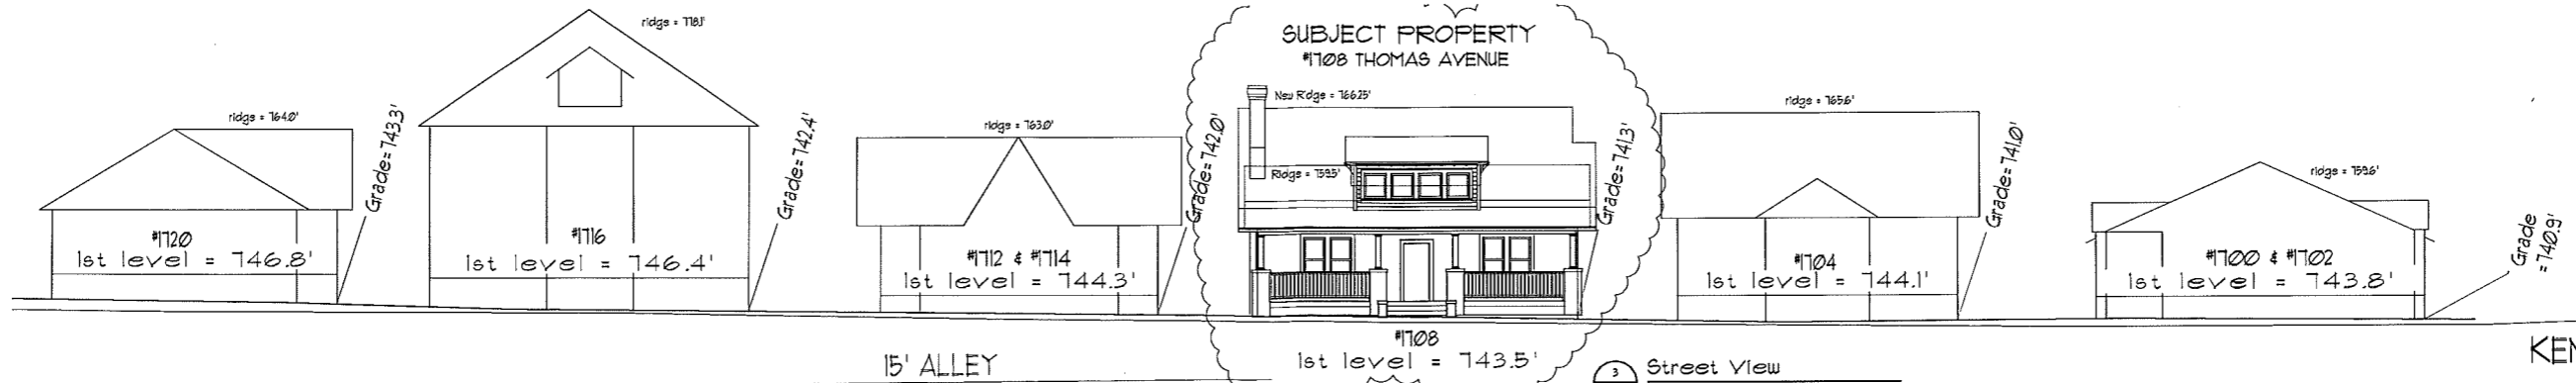 ridge = 764.0'
Grade=743.3'
#1720
1st level = 746.8'
ridge = 778.1'
Grade=742.4'
#1716
1st level = 746.4'
ridge = 763.0'
Grade=742.0'
#1712 & #1714
1st level = 744.3'
SUBJECT PROPERTY
#1708 THOMAS AVENUE
New Ridge = 766.25'
Ridge = 759.5'
Grade=741.3'
#1708
1st level = 743.5'
ridge = 765.6'
Grade=741.0'
#1704
1st level = 744.1'
ridge = 759.6'
Grade
=740.9'
#1700 & #1702
1st level = 743.8'
15' ALLEY
3
Street View
KEN